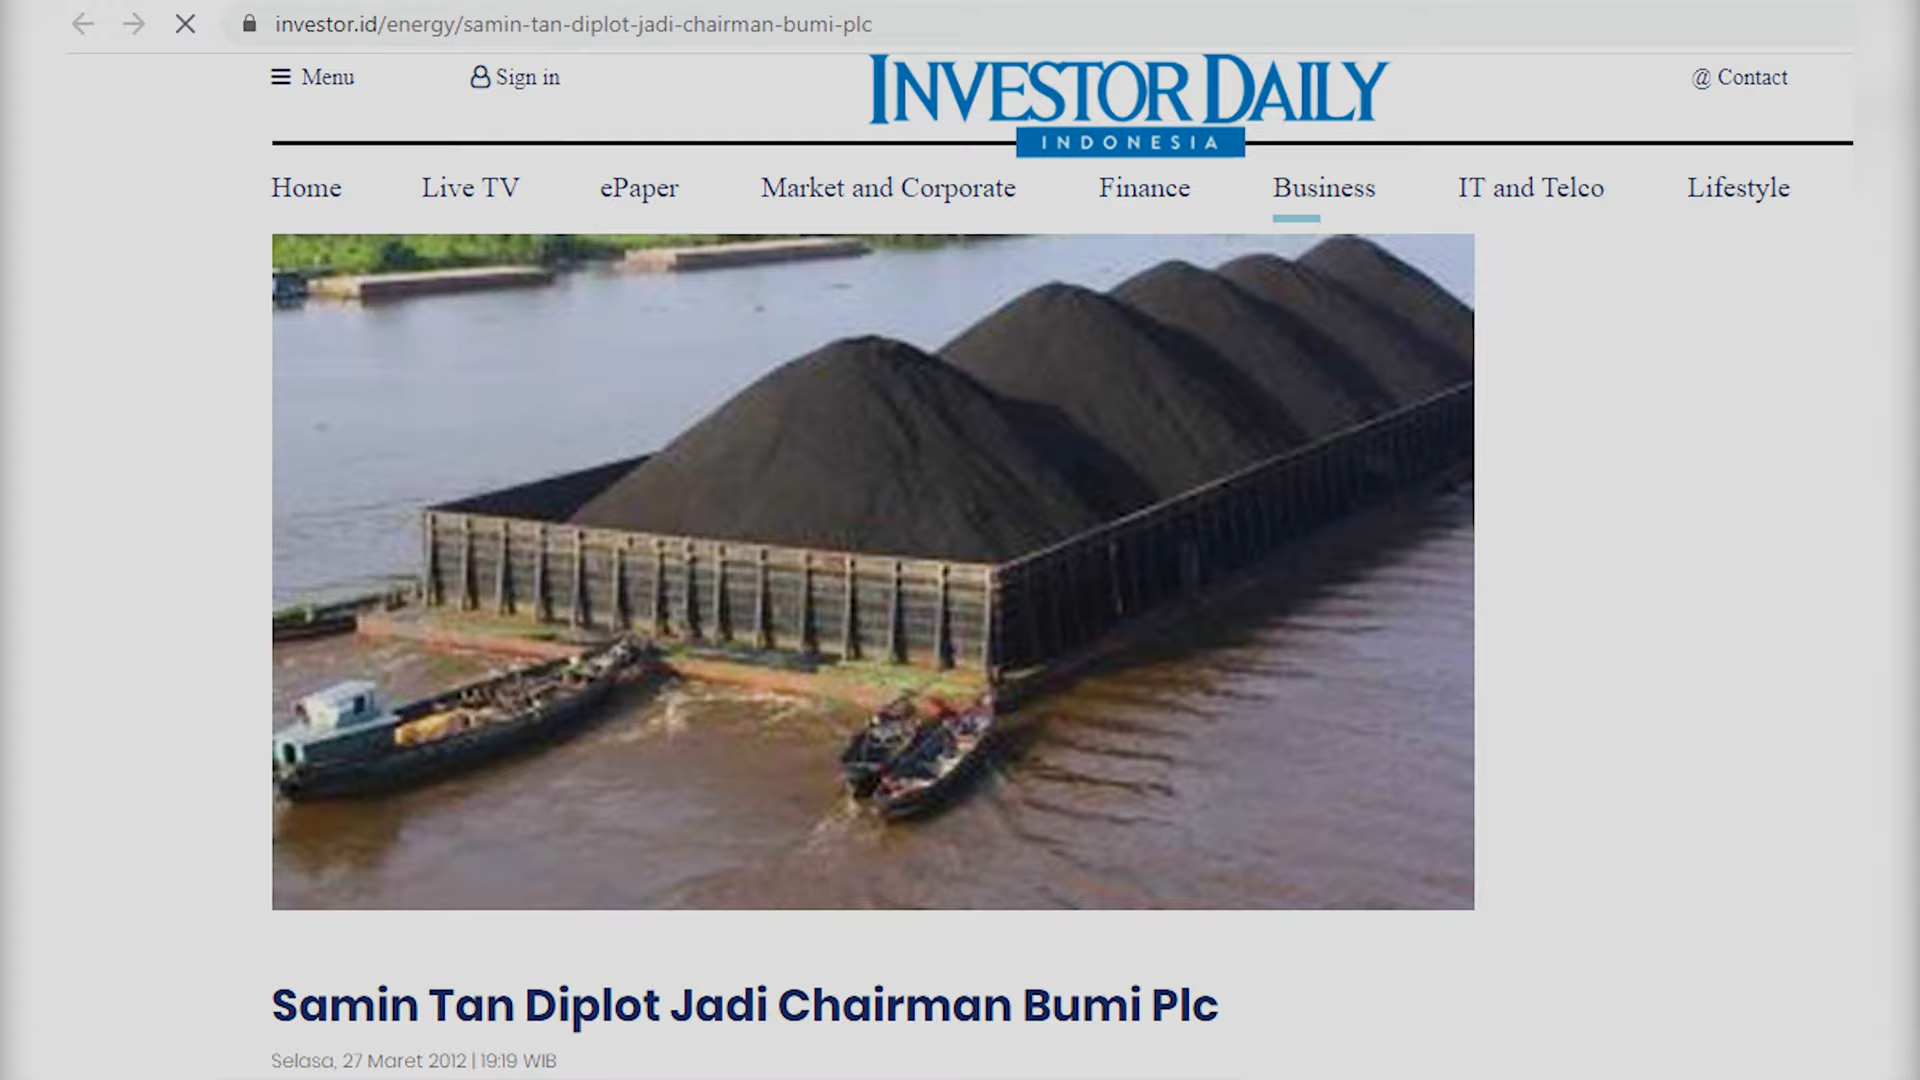 investor.id/energy/samin-tan-diplot-jadi-chairman-bumi-plc
Menu
Sign in
INVESTOR DAILY
INDONESIA
@ Contact
Home
Live TV
ePaper
Market and Corporate
Finance
Business
IT and Telco
Lifestyle
Samin Tan Diplot Jadi Chairman Bumi Plc
Selasa, 27 Maret 2012 | 19:19 WIB